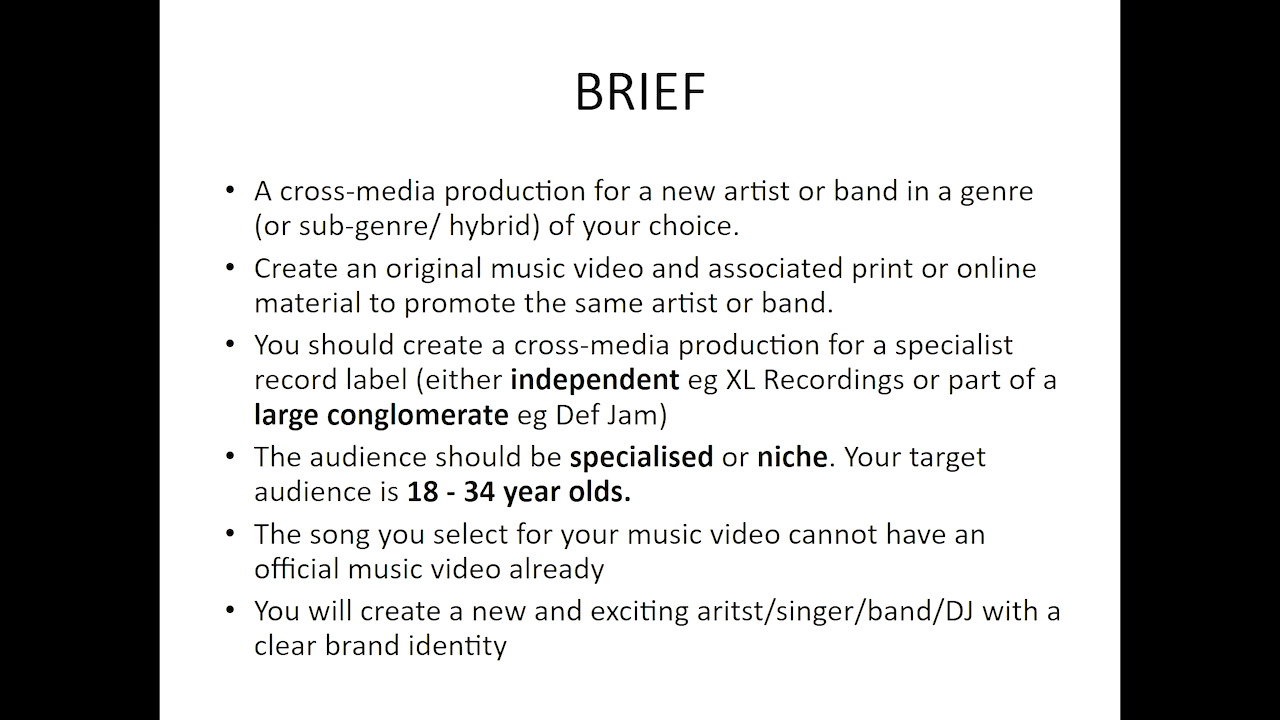 BRIEF
• A cross-media production for a new artist or band in a genre
(or sub-genre/ hybrid) of your choice.
• Create an original music video and associated print or online
material to promote the same artist or band.
• You should create a cross-media production for a specialist
record label (either independent eg XL Recordings or part of a
large conglomerate eg Def Jam)
• The audience should be specialised or niche. Your target
audience is 18 - 34 year olds.
• The song you select for your music video cannot have an
official music video already
• You will create a new and exciting aritst/singer/band/DJ with a
clear brand identity